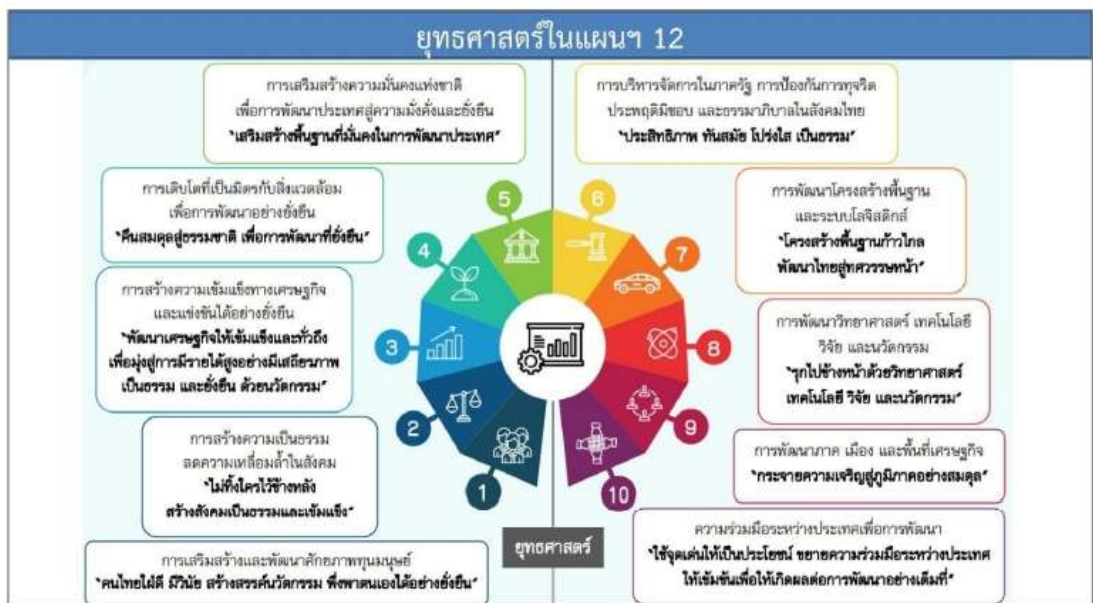 ยุทธศาสตร์ในแผนฯ 12
การเสริมสร้างความมั่นคงแห่งชาติ
เพื่อการพัฒนาประเทศสู่ความมั่งคั่งและยั่งยืน
"เสริมสร้างพื้นฐานที่มั่นคงในการพัฒนาประเทศ"
การเติบโตที่เป็นมิตรกับสิ่งแวดล้อม
เพื่อการพัฒนาอย่างยั่งยืน
"คืนสมดุลสู่ธรรมชาติ เพื่อการพัฒนาที่ยั่งยืน"
การสร้างความเข้มแข็งทางเศรษฐกิจ
และแข่งขันได้อย่างยั่งยืน
"พัฒนาเศรษฐกิจให้เข้มแข็งและทั่วถึง
เพื่อมุ่งสู่การมีรายได้สูงอย่างมีเสถียรภาพ
เป็นธรรม และยั่งยืน ด้วยนวัตกรรม"
การสร้างความเป็นธรรม
ลดความเหลื่อมล้ำในสังคม
"ไม่ทิ้งใครไว้ข้างหลัง
สร้างสังคมเป็นธรรมและเข้มแข็ง"
การเสริมสร้างและพัฒนาศักยภาพทุนมนุษย์
"คนไทยใฝ่ดี มีวินัย สร้างสรรค์นวัตกรรม พึ่งพาตนเองได้อย่างยั่งยืน"
5
4
3
2
1
6
7
8
9
10
ยุทธศาสตร์
การบริหารจัดการในภาครัฐ การป้องกันการทุจริต
ประพฤติมิชอบ และธรรมาภิบาลในสังคมไทย
"ประสิทธิภาพ ทันสมัย โปร่งใส เป็นธรรม"
การพัฒนาโครงสร้างพื้นฐาน
และระบบโลจิสติกส์
"โครงสร้างพื้นฐานก้าวไกล
พัฒนาไทยสู่ทศวรรษหน้า"
การพัฒนาวิทยาศาสตร์ เทคโนโลยี
วิจัย และนวัตกรรม
"รุกไปข้างหน้าด้วยวิทยาศาสตร์
เทคโนโลยี วิจัย และนวัตกรรม"
การพัฒนาภาค เมือง และพื้นที่เศรษฐกิจ
"กระจายความเจริญสู่ภูมิภาคอย่างสมดุล"
ความร่วมมือระหว่างประเทศเพื่อการพัฒนา
"ใช้จุดเด่นให้เป็นประโยชน์ ขยายความร่วมมือระหว่างประเทศ
ให้เข้มข้นเพื่อให้เกิดผลต่อการพัฒนาอย่างเต็มที่"